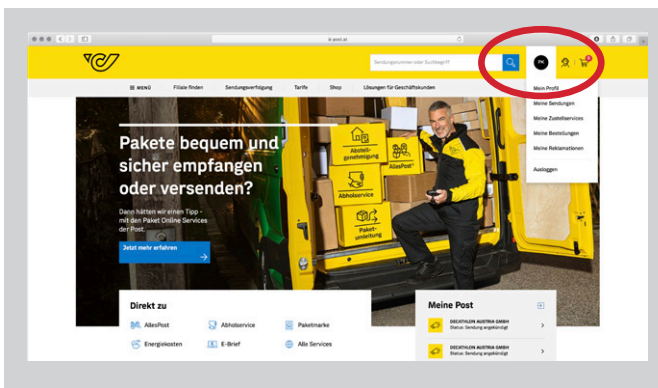 post.at
Sendungsnummer oder Suchbegriff
PK
MENÜ Filiale finden Sendungsverfolgung Tarife Shop Lösungen für Geschäftskunden
Mein Profil
Meine Sendungen
Meine Zustellservices
Meine Bestellungen
Meine Reklamationen
Ausloggen
Pakete bequem und
sicher empfangen
oder versenden?
Dann hätten wir einen Tipp –
mit den Paket Online Services
der Post.
Jetzt mehr erfahren
Abstell-
genehmigung
AllesPost
Abholservice
Paket-
umleitung
Direkt zu
AllesPost Abholservice Paketmarke
Energiekosten E-Brief Alle Services
Meine Post
DECATHLON AUSTRIA GMBH
Status: Sendung angekündigt
DECATHLON AUSTRIA GMBH
Status: Sendung angekündigt